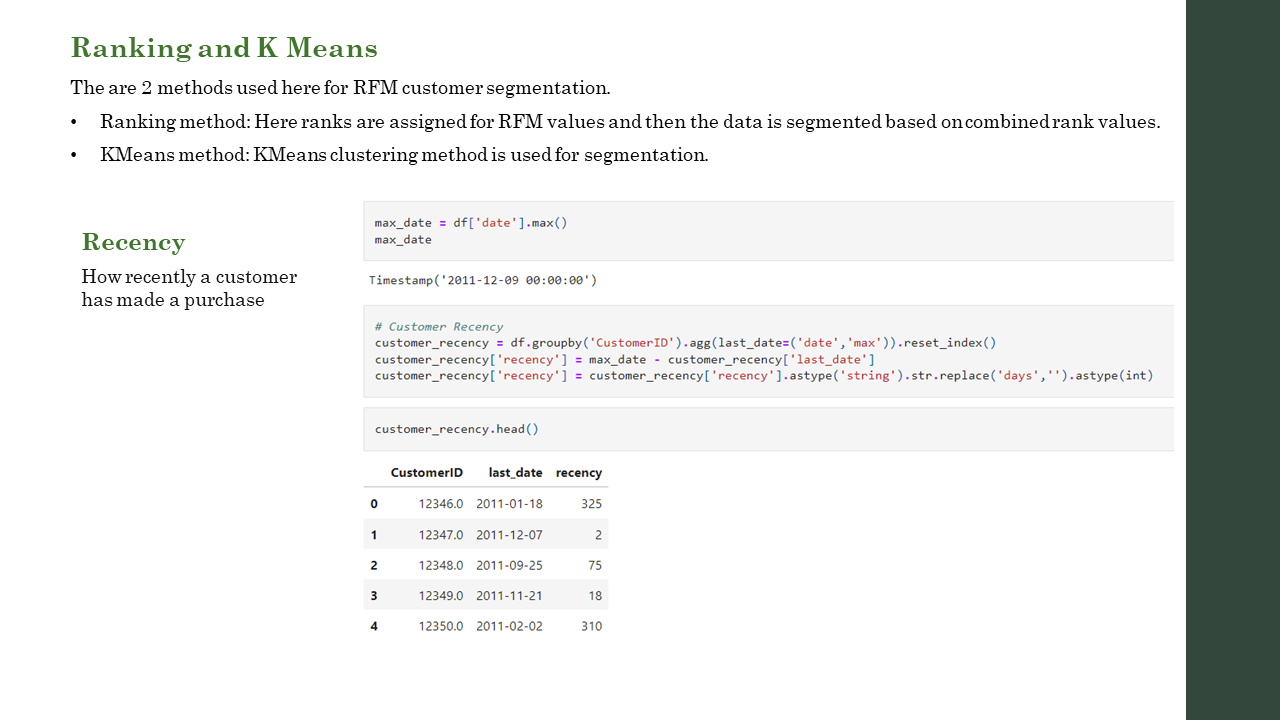 Ranking and K Means
The are 2 methods used here for RFM customer segmentation.
• Ranking method: Here ranks are assigned for RFM values and then the data is segmented based on combined rank values.
• KMeans method: KMeans clustering method is used for segmentation.
Recency
How recently a customer
has made a purchase
max_date = df['date'].max()
max_date
Timestamp('2011-12-09 00:00:00')
# Customer Recency
customer_recency = df.groupby('CustomerID').agg(last_date=('date','max')).reset_index()
customer_recency['recency'] = max_date - customer_recency['last_date']
customer_recency['recency'] = customer_recency['recency'].astype('string').str.replace('days','').astype(int)
customer_recency.head()
CustomerID last_date recency
0 12346.0 2011-01-18 325
1 12347.0 2011-12-07 2
2 12348.0 2011-09-25 75
3 12349.0 2011-11-21 18
4 12350.0 2011-02-02 310